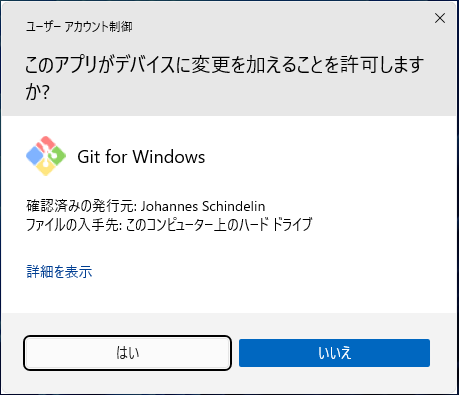 ユーザー アカウント制御
このアプリがデバイスに変更を加えることを許可します
か?
Git for Windows
確認済みの発行元: Johannes Schindelin
ファイルの入手先: このコンピューター上のハード ドライブ
詳細を表示
はい
いいえ